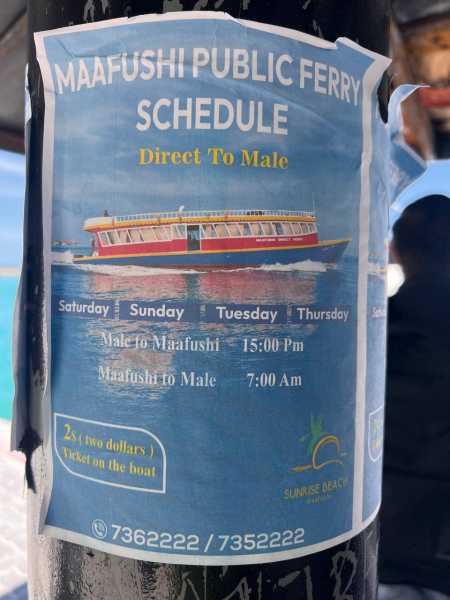 MAAFUSHI PUBLIC FERRY
SCHEDULE
Direct To Male
Saturday Sunday Tuesday Thursday
Male to Maafushi 15:00 Pm
Maafushi to Male 7:00 Am
2$ ( two dollars )
Ticket on the boat
SUNRISE BEACH
7362222 / 7352222